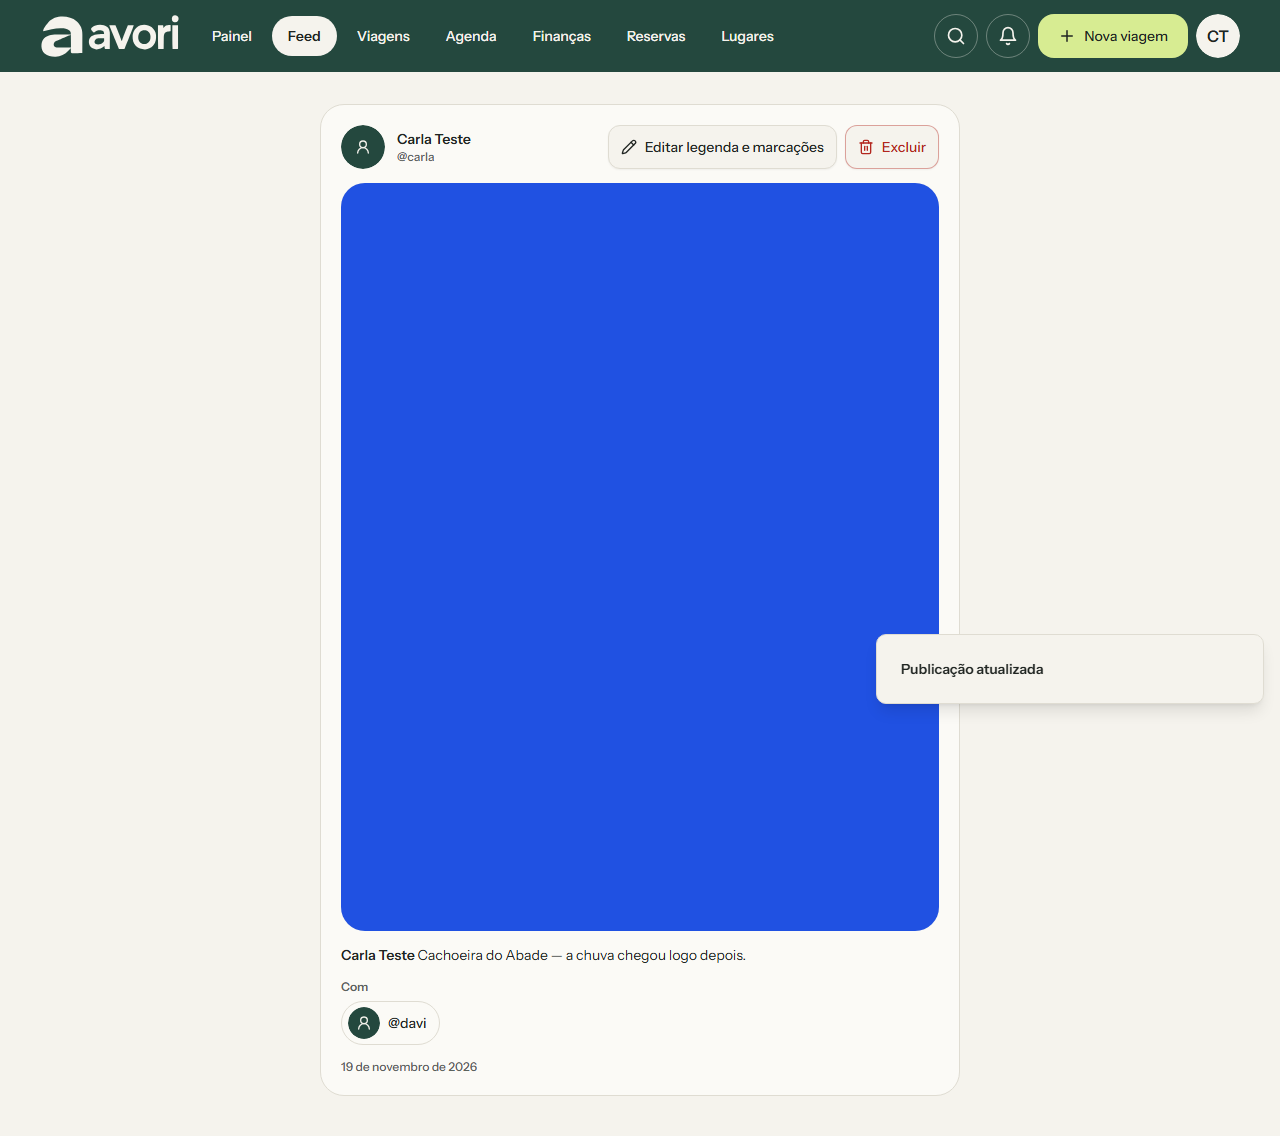 a avori Painel Feed Viagens Agenda Finanças Reservas Lugares Nova viagem CT
Carla Teste
@carla
Editar legenda e marcações Excluir
Publicação atualizada
Carla Teste Cachoeira do Abade — a chuva chegou logo depois.
Com
@davi
19 de novembro de 2026